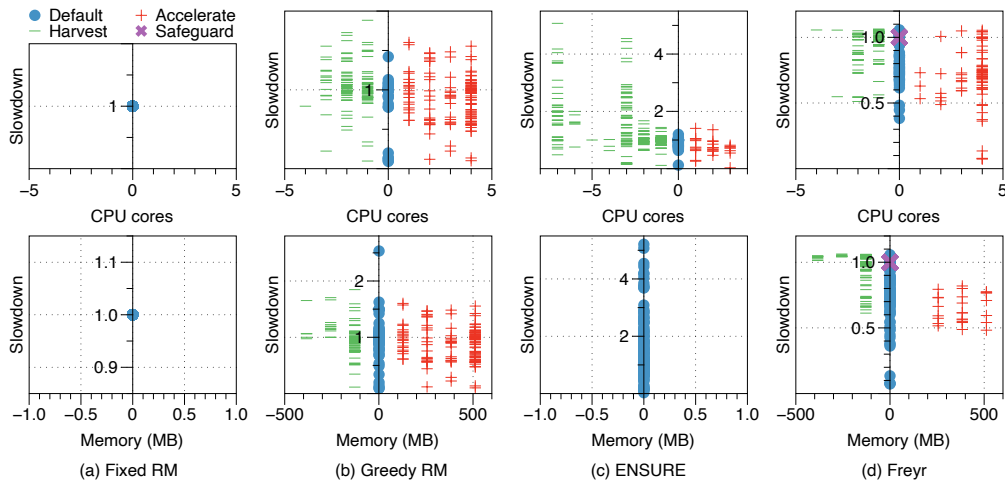 Default
Accelerate
Harvest
Safeguard
Slowdown
1
−5
0
5
CPU cores
Slowdown
1
−5
0
5
CPU cores
Slowdown
4
2
−5
0
CPU cores
Slowdown
1.0
0.5
−5
0
5
CPU cores
Slowdown
1.1
1.0
0.9
−1.0
−0.5
0
0.5
1.0
Memory (MB)
Slowdown
2
1
−500
0
500
Memory (MB)
Slowdown
4
2
−1.0
−0.5
0
0.5
1.0
Memory (MB)
Slowdown
1.0
0.5
−500
0
500
Memory (MB)
(a) Fixed RM
(b) Greedy RM
(c) ENSURE
(d) Freyr